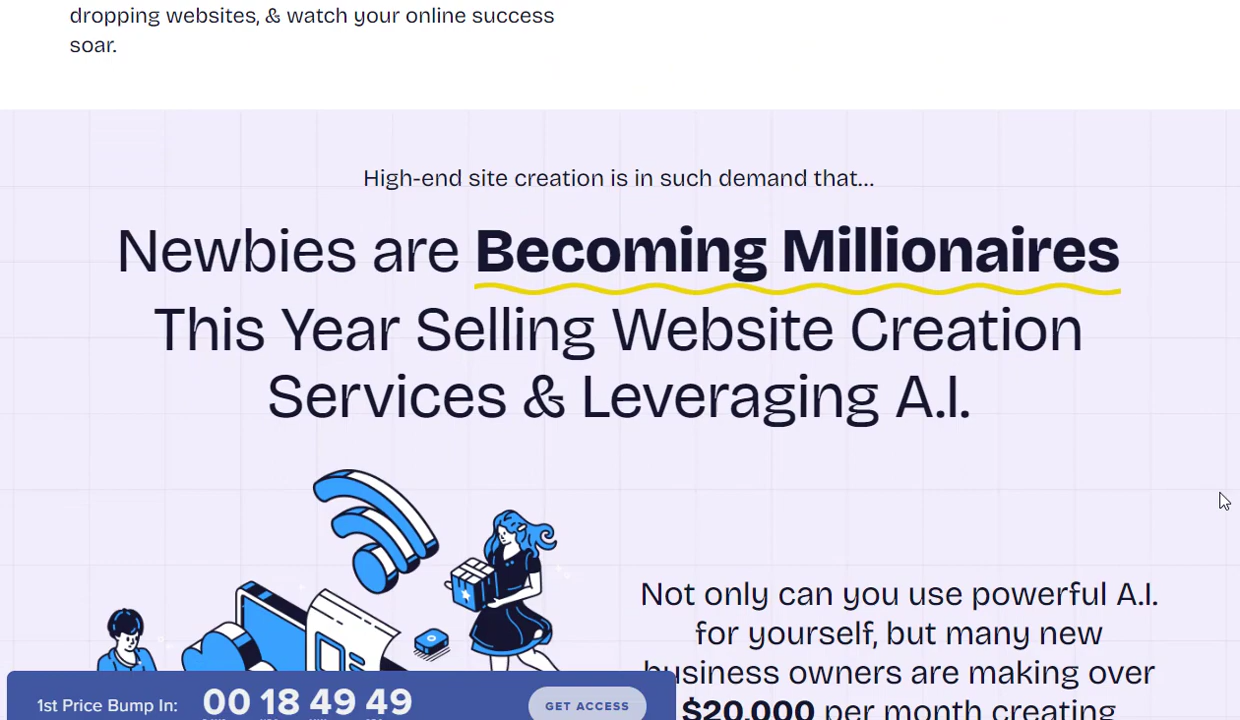 dropping websites, & watch your online success
soar.
High-end site creation is in such demand that...
Newbies are Becoming Millionaires
This Year Selling Website Creation
Services & Leveraging A.I.
Not only can you use powerful A.I.
for yourself, but many new
business owners are making over
$20,000 per month creating
1st Price Bump In: 00 18 49 49 GET ACCESS